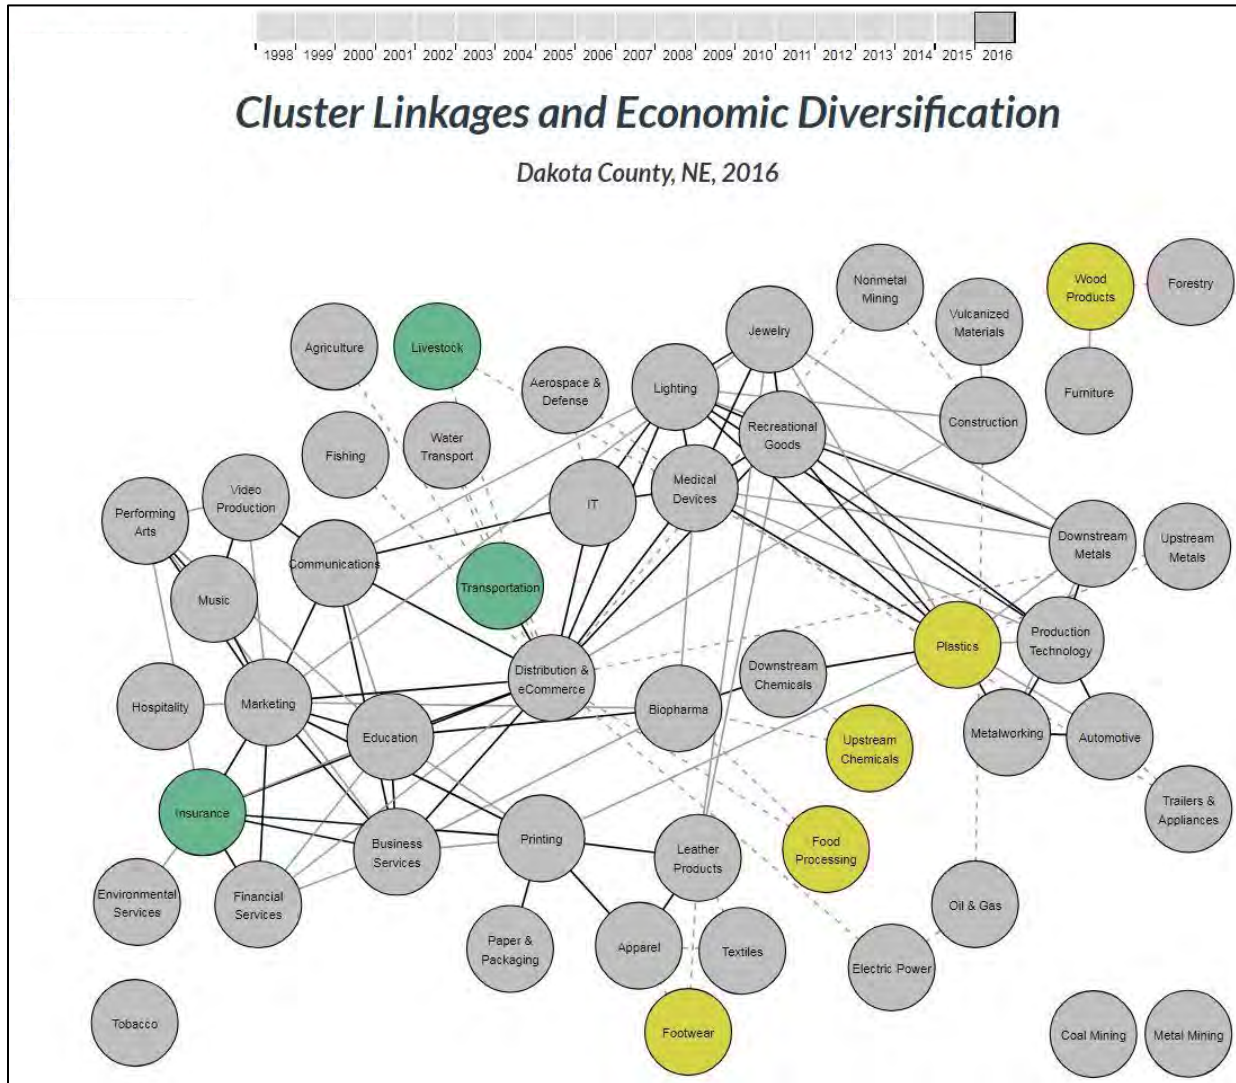 1998 1999 2000 2001 2002 2003 2004 2005 2006 2007 2008 2009 2010 2011 2012 2013 2014 2015 2016
Cluster Linkages and Economic Diversification
Dakota County, NE, 2016
Wood
Products
Forestry
Nonmetal
Mining
Vulcanized
Materials
Jewelry
Agriculture
Livestock
Aerospace &
Defense
Lighting
Furniture
Construction
Recreational
Goods
Fishing
Water
Transport
Medical
Devices
IT
Video
Production
Performing
Arts
Communications
Downstream
Metals
Upstream
Metals
Transportation
Music
Production
Technology
Plastics
Distribution &
eCommerce
Downstream
Chemicals
Hospitality
Marketing
Biopharma
Education
Metalworking
Automotive
Upstream
Chemicals
Insurance
Trailers &
Appliances
Printing
Business
Services
Leather
Products
Food
Processing
Environmental
Services
Financial
Services
Oil & Gas
Paper &
Packaging
Apparel
Textiles
Electric Power
Tobacco
Footwear
Coal Mining
Metal Mining